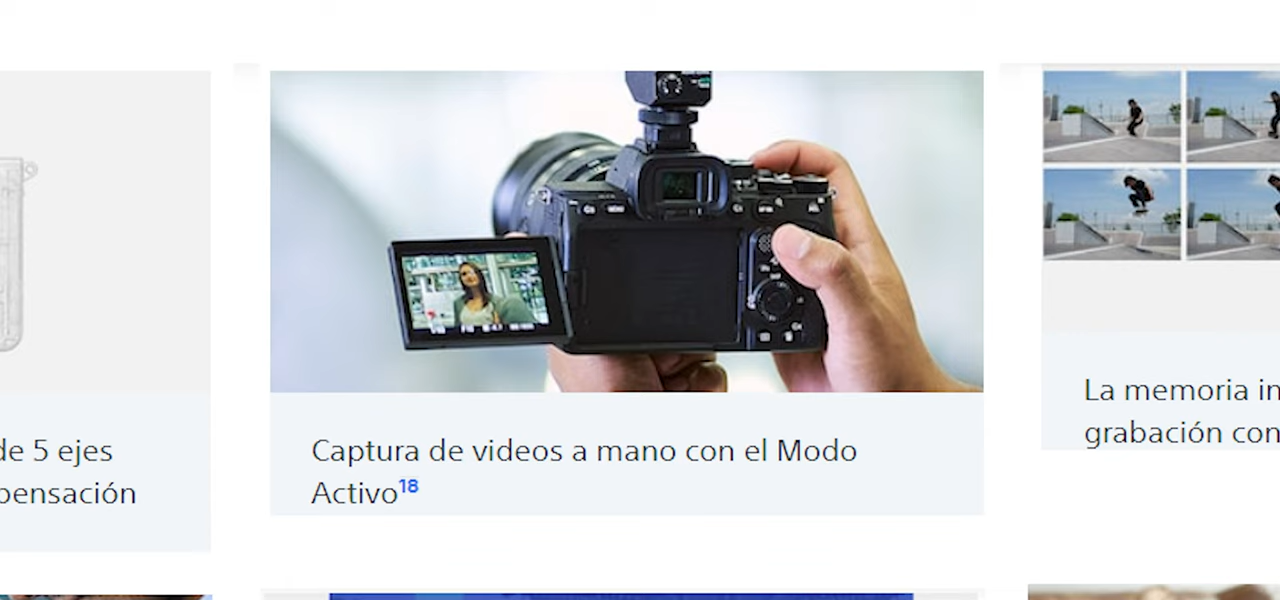 de 5 ejes
pensación
Captura de videos a mano con el Modo
Activo18
La memoria in
grabación con